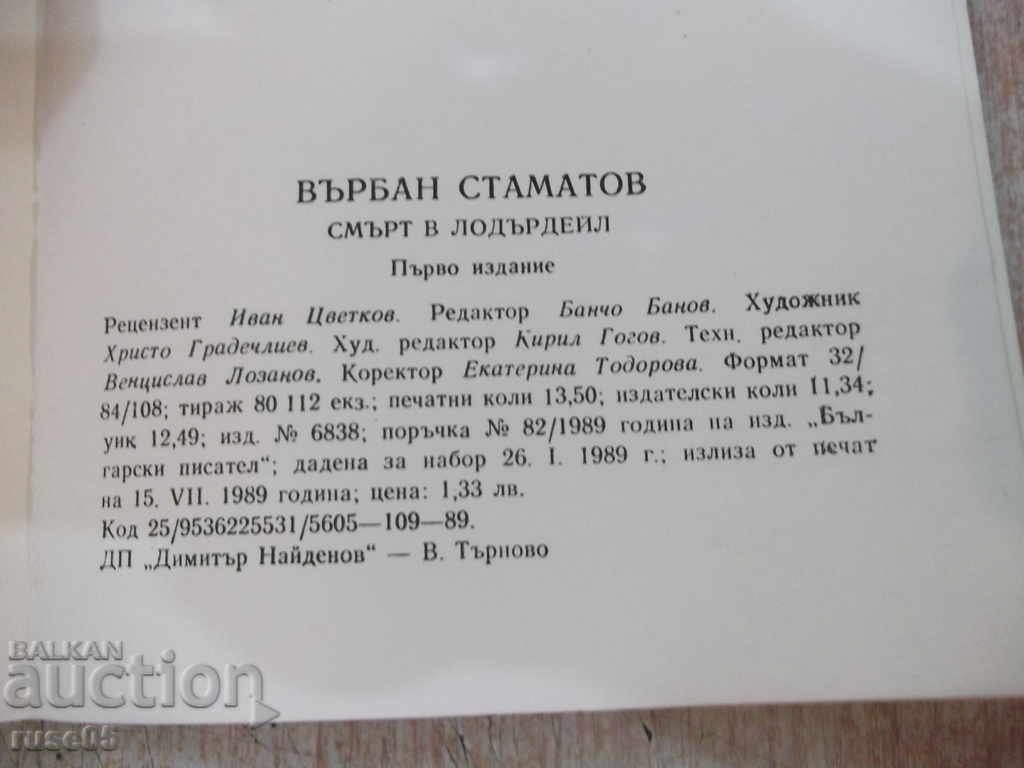 ВЪРБАН СТАМАТОВ
СМЪРТ В ЛОДЪРДЕЙЛ
Първо издание
Рецензент Иван Цветков. Редактор Банчо Банов. Художник
Христо Градечлиев. Худ. редактор Кирил Гогов. Техн. редактор
Венцислав Лозанов. Коректор Екатерина Тодорова. Формат 32/
84/108; тираж 80 112 екз.; печатни коли 13,50; издателски коли 11,34;
уик 12,49; изд. № 6838; поръчка № 82/1989 година на изд. „Бъл-
гарски писател“; дадена за набор 26. I. 1989 г.; излиза от печат
на 15. VII. 1989 година; цена: 1,33 лв.
Код 25/9536225531/5605—109—89.
ДП „Димитър Найденов“ — В. Търново
BALKAN
auction
ruse05